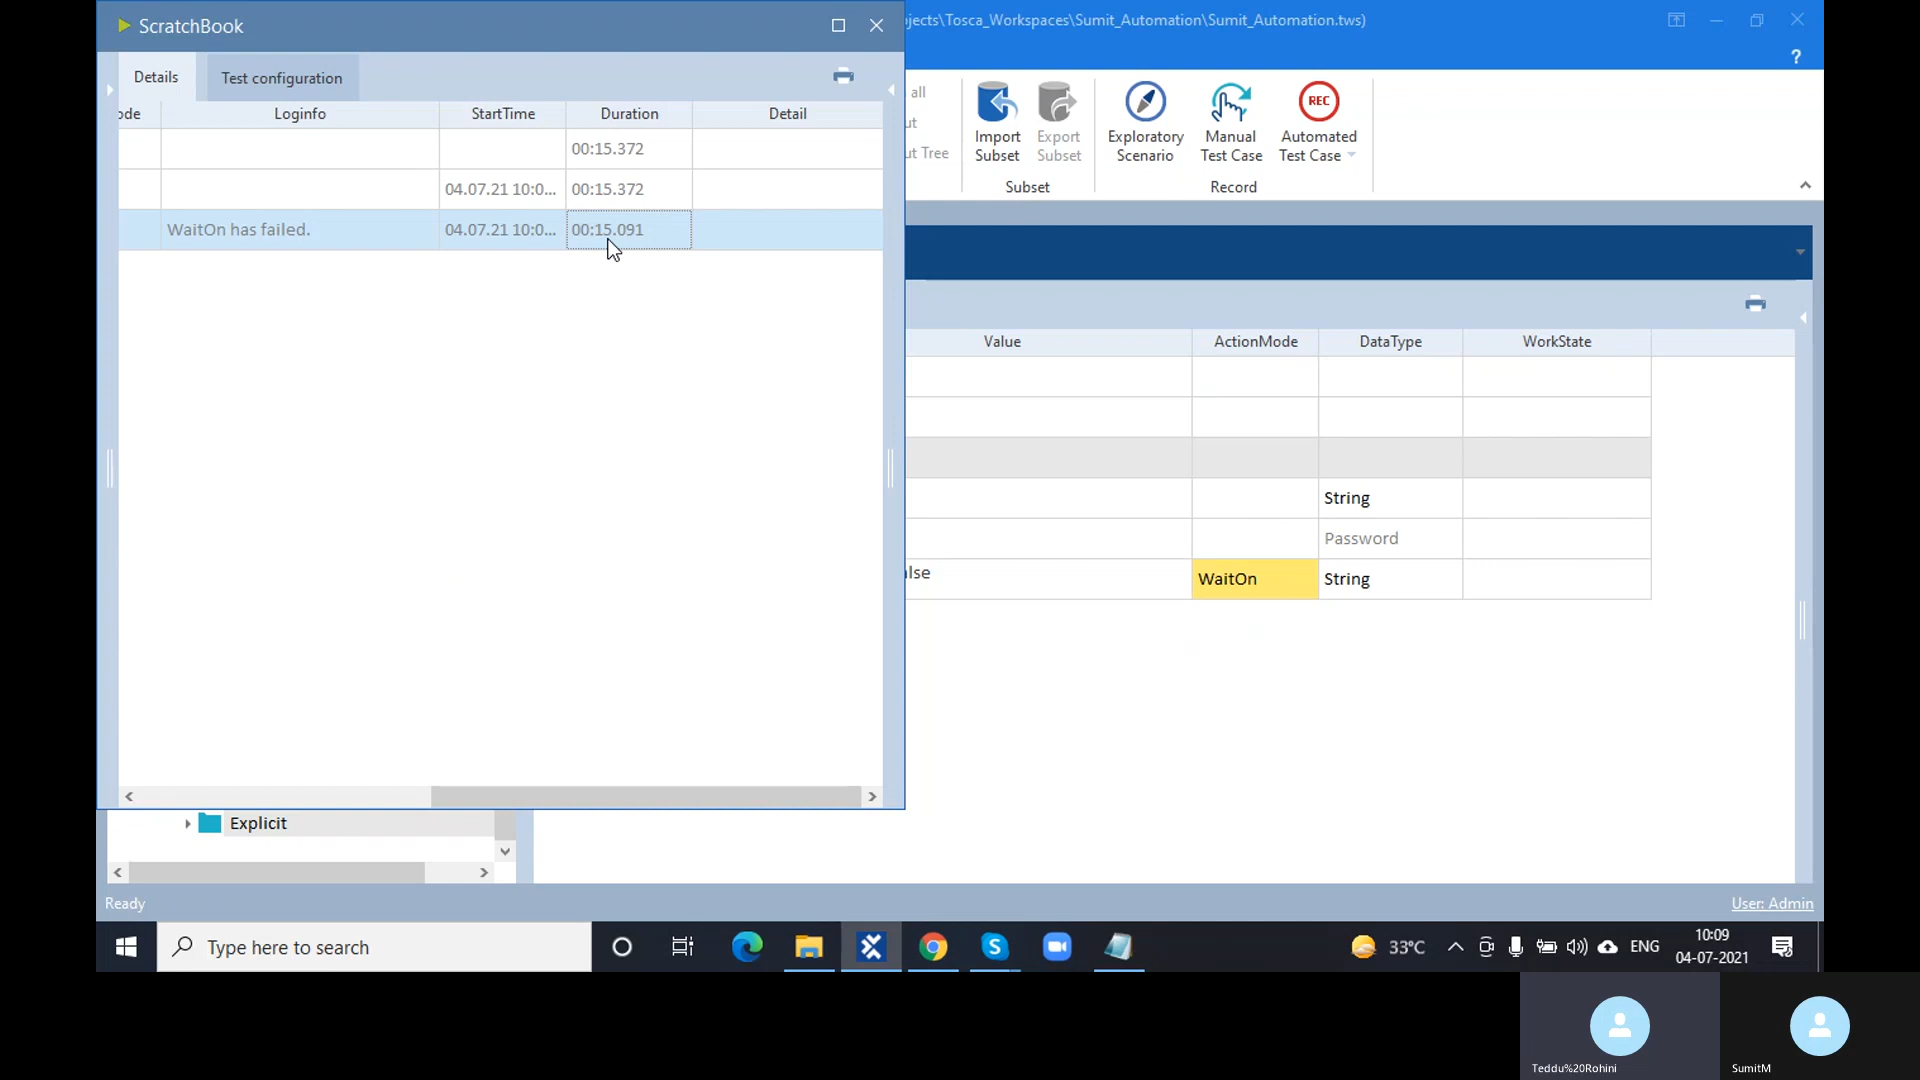 ScratchBook
Details
Test configuration
ode
Loginfo
StartTime
Duration
Detail
00:15.372
04.07.21 10:0...
00:15.372
WaitOn has failed.
04.07.21 10:0...
00:15.091
jects\Tosca_Workspaces\Sumit_Automation\Sumit_Automation.tws)
?
all
ut
ut Tree
Import
Subset
Export
Subset
Subset
Exploratory
Scenario
Manual
Test Case
REC
Automated
Test Case
Record
Value
ActionMode
DataType
WorkState
String
Password
alse
WaitOn
String
Explicit
Ready
User: Admin
Type here to search
33°C
ENG
10:09
04-07-2021
Teddu%20Rohini
SumitM